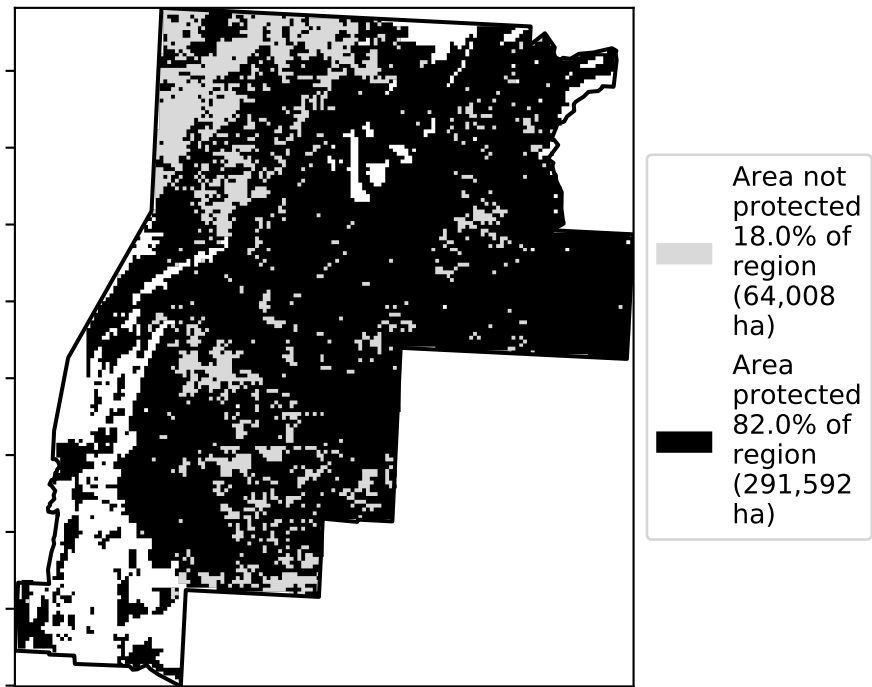 Area not
protected
18.0% of
region
(64,008
ha)
Area
protected
82.0% of
region
(291,592
ha)